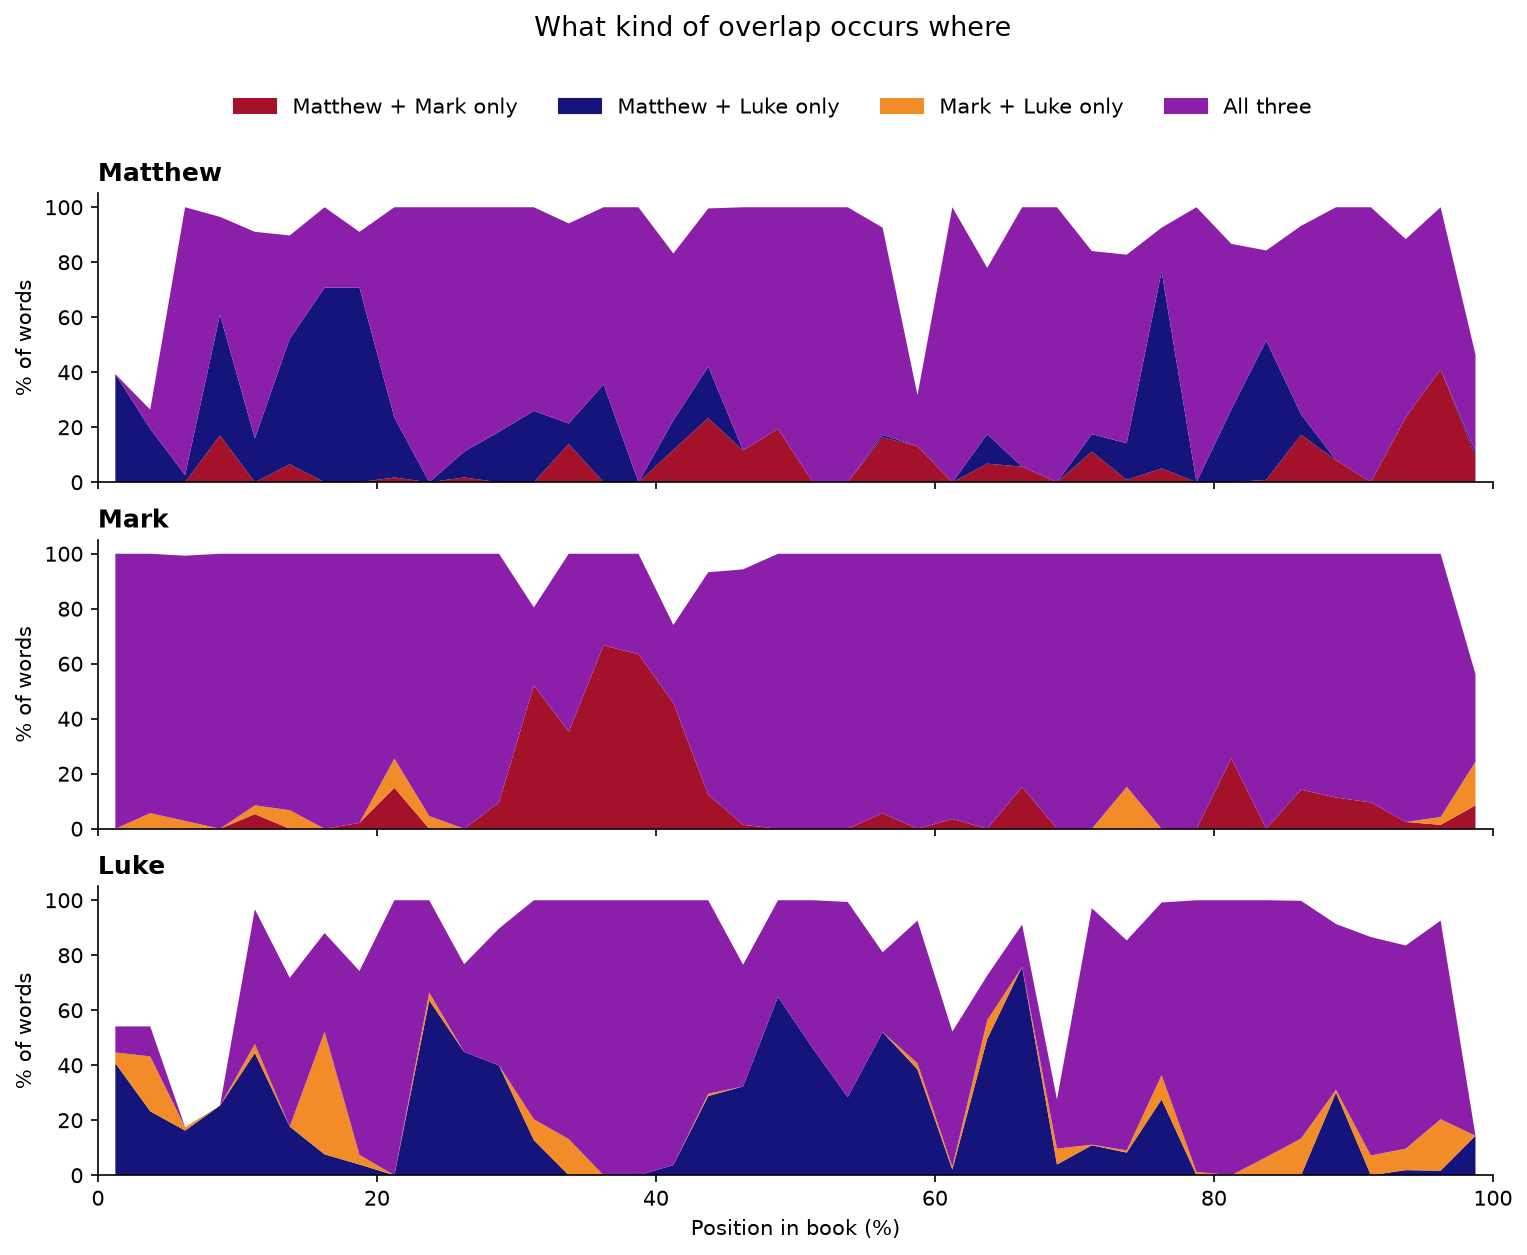 What kind of overlap occurs where
Matthew + Mark only
Matthew + Luke only
Mark + Luke only
All three
Matthew
% of words
100
80
60
40
20
0
Mark
% of words
100
80
60
40
20
0
Luke
% of words
100
80
60
40
20
0
0 20 40 60 80 100
Position in book (%)